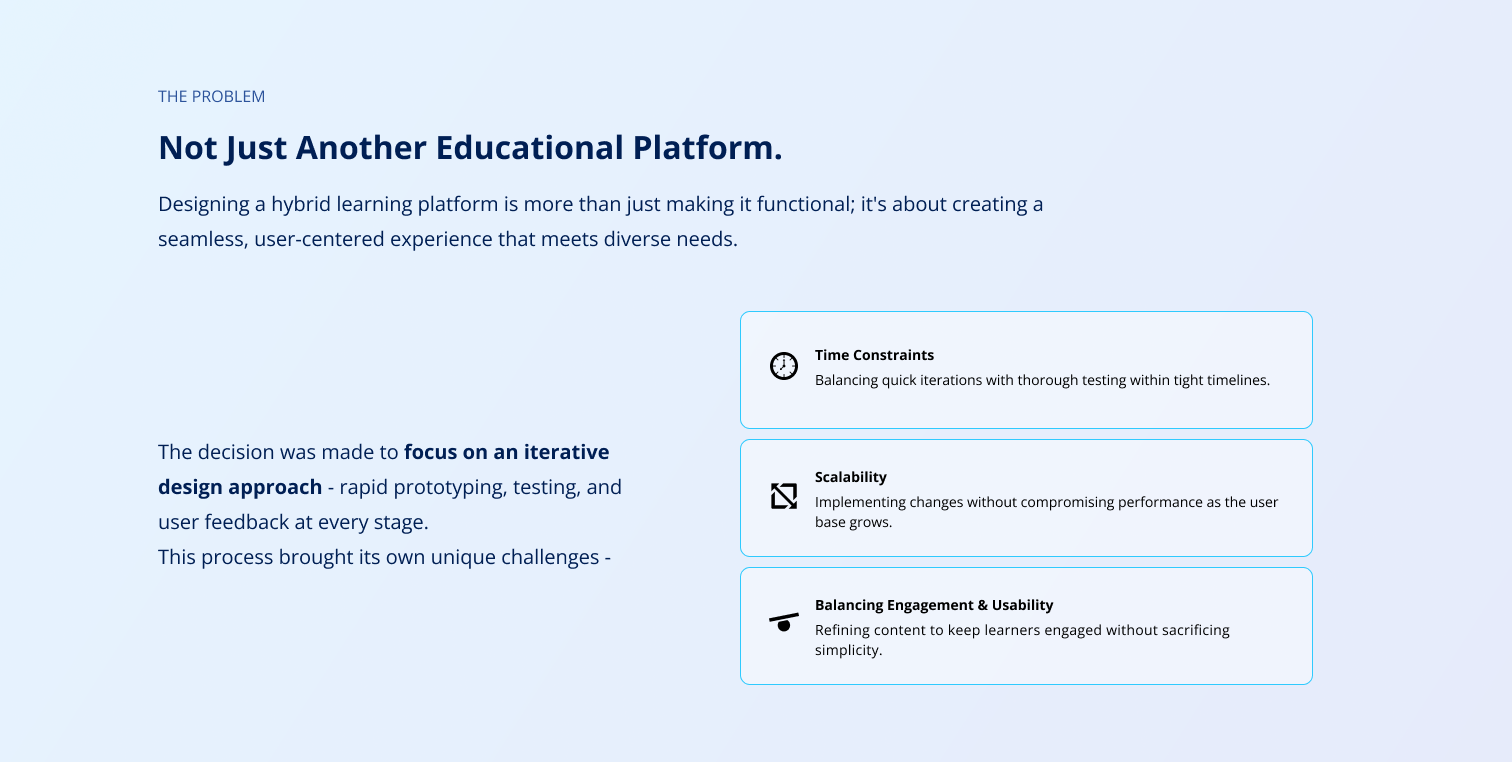 THE PROBLEM
Not Just Another Educational Platform.
Designing a hybrid learning platform is more than just making it functional; it's about creating a
seamless, user-centered experience that meets diverse needs.
The decision was made to focus on an iterative
design approach - rapid prototyping, testing, and
user feedback at every stage.
This process brought its own unique challenges -
Time Constraints
Balancing quick iterations with thorough testing within tight timelines.
Scalability
Implementing changes without compromising performance as the user
base grows.
Balancing Engagement & Usability
Refining content to keep learners engaged without sacrificing
simplicity.